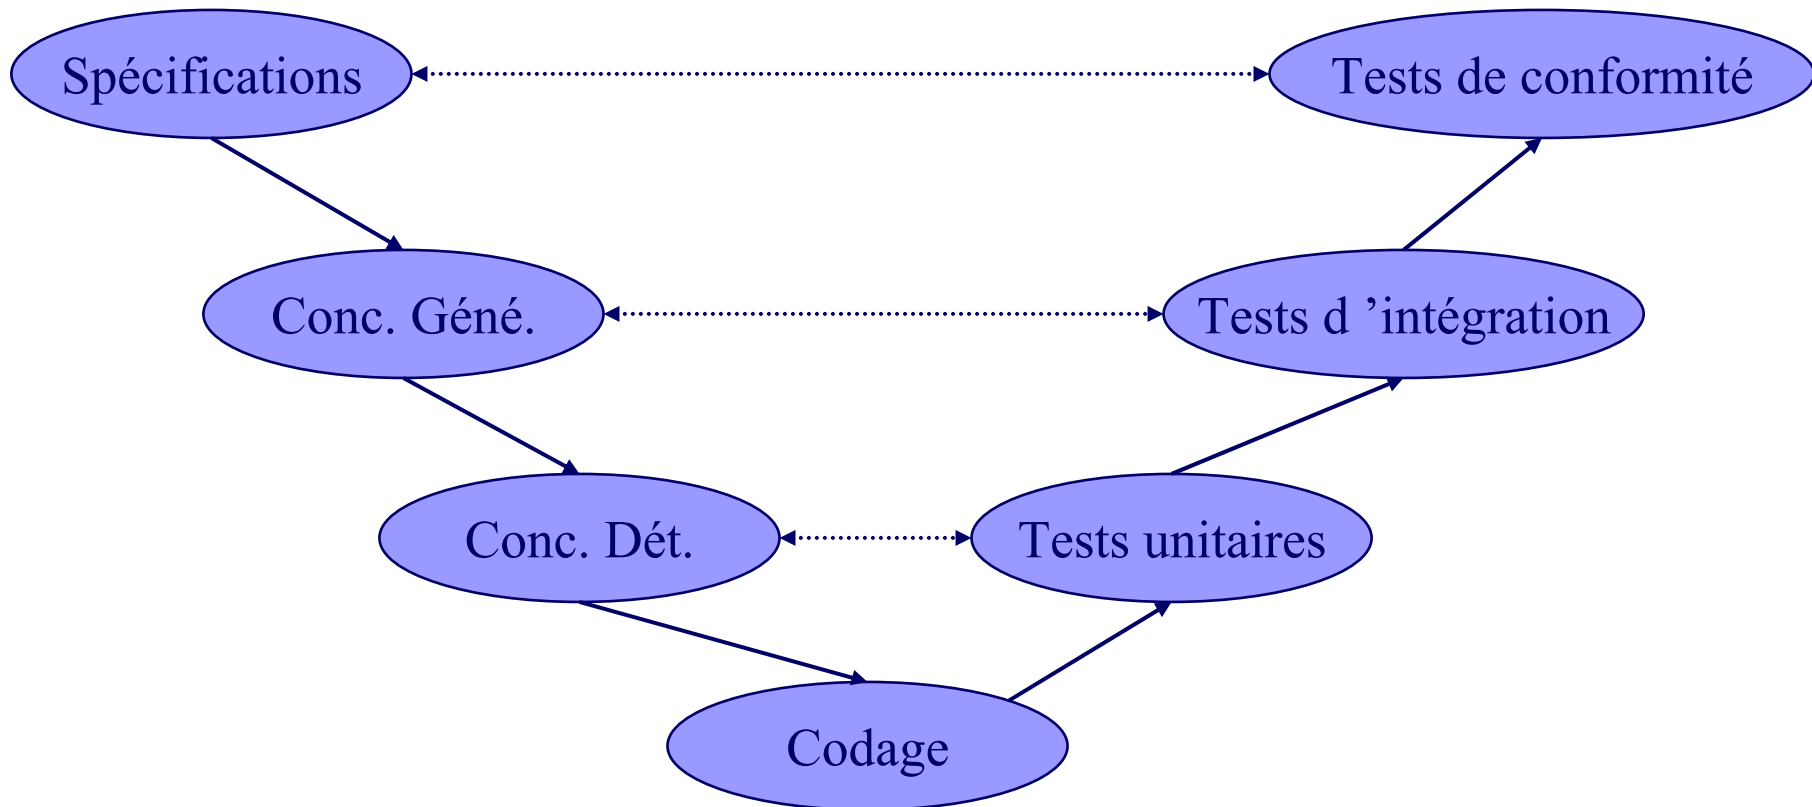 Spécifications
Tests de conformité
Conc. Géné.
Tests d ’intégration
Conc. Dét.
Tests unitaires
Codage